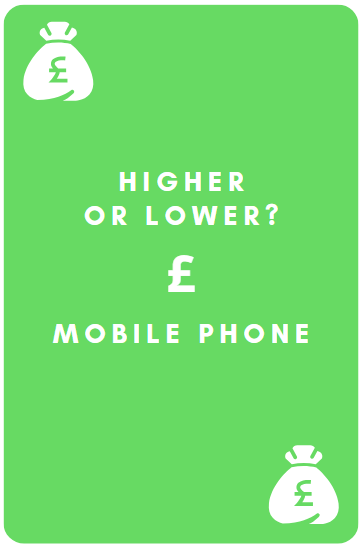 £
HIGHER
OR LOWER?
£
MOBILE PHONE
£